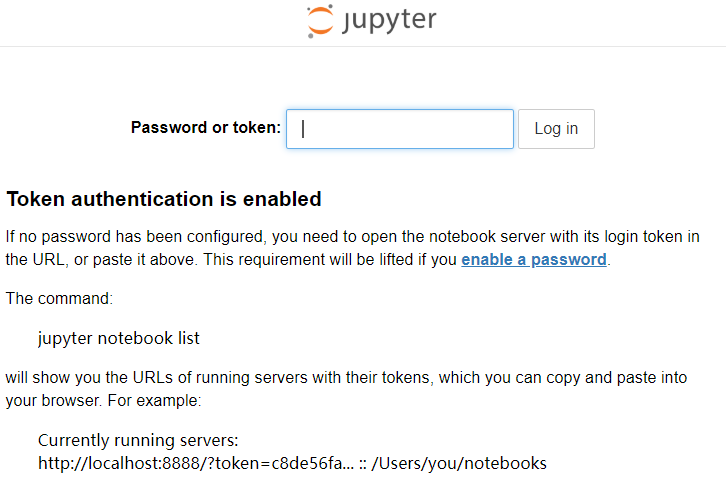 jupyter
Password or token:
Log in
Token authentication is enabled
If no password has been configured, you need to open the notebook server with its login token in
the URL, or paste it above. This requirement will be lifted if you enable a password.
The command:
jupyter notebook list
will show you the URLs of running servers with their tokens, which you can copy and paste into
your browser. For example:
Currently running servers:
http://localhost:8888/?token=c8de56fa... :: /Users/you/notebooks